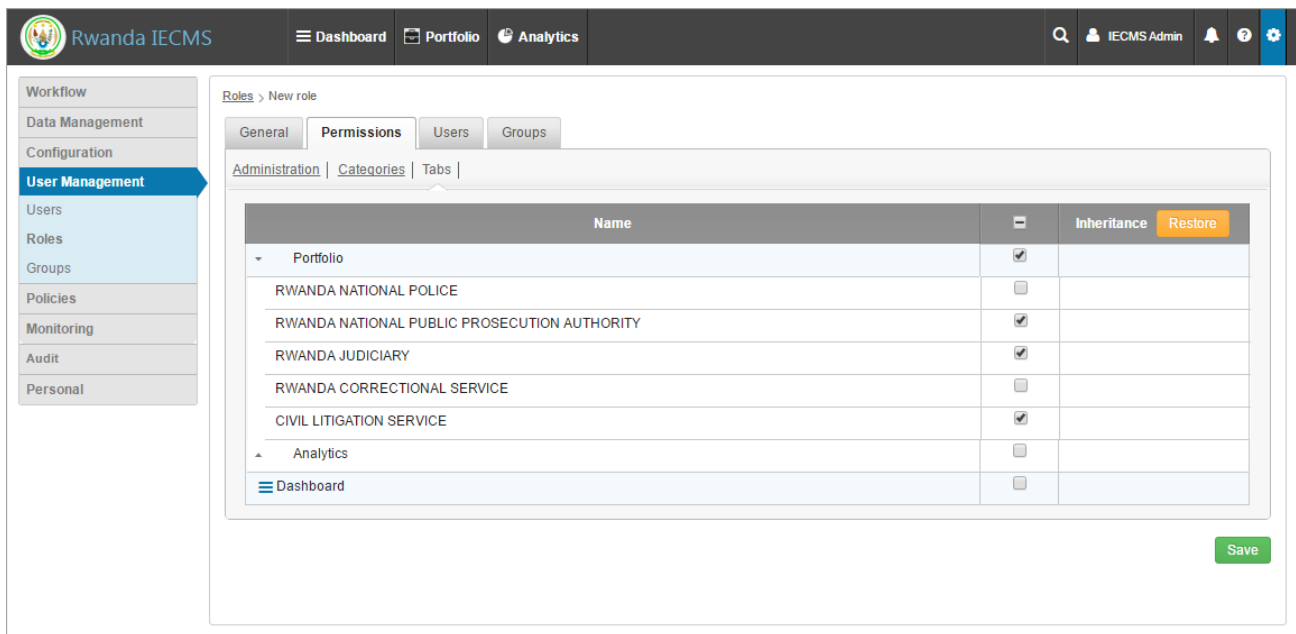 Rwanda IECMS Dashboard Portfolio Analytics IECMS Admin
Workflow
Data Management
Configuration
User Management
Users
Roles
Groups
Policies
Monitoring
Audit
Personal
Roles > New role
General Permissions Users Groups
Administration | Categories | Tabs |
Name Inheritance Restore
Portfolio
RWANDA NATIONAL POLICE
RWANDA NATIONAL PUBLIC PROSECUTION AUTHORITY
RWANDA JUDICIARY
RWANDA CORRECTIONAL SERVICE
CIVIL LITIGATION SERVICE
Analytics
Dashboard
Save